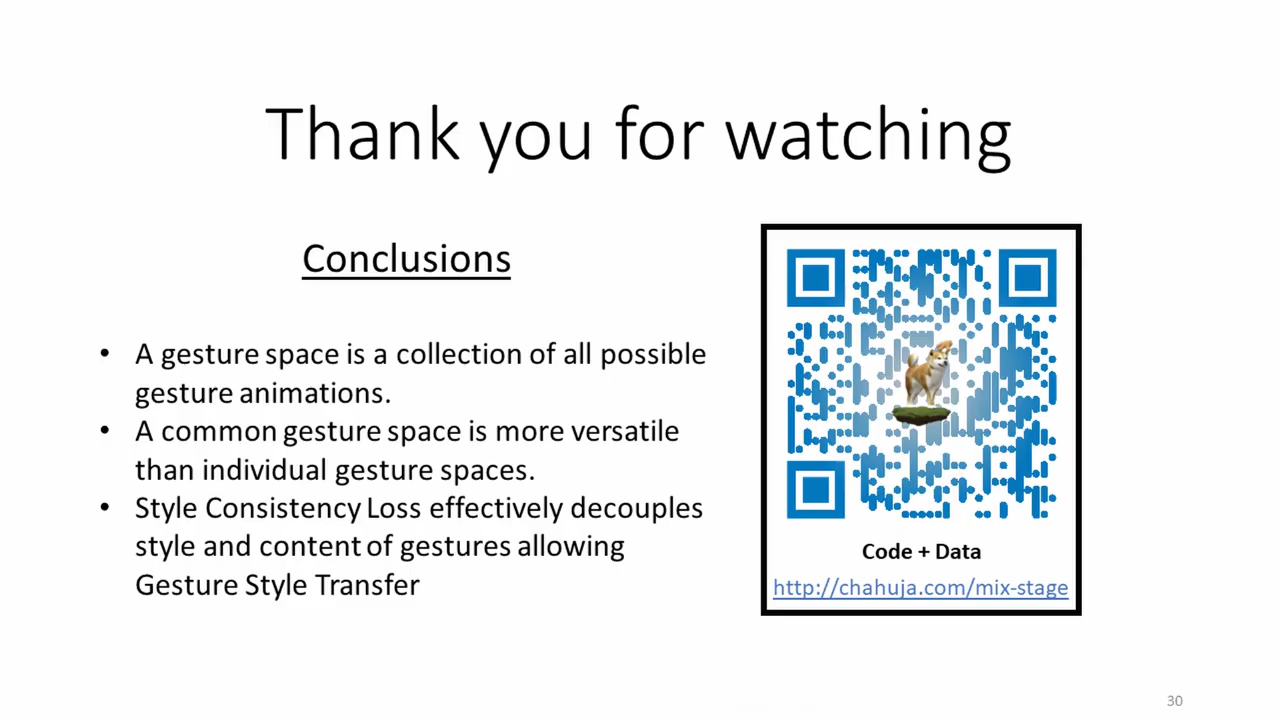 Thank you for watching
Conclusions
• A gesture space is a collection of all possible
gesture animations.
• A common gesture space is more versatile
than individual gesture spaces.
• Style Consistency Loss effectively decouples
style and content of gestures allowing
Gesture Style Transfer
Code + Data
http://chahuja.com/mix-stage
30